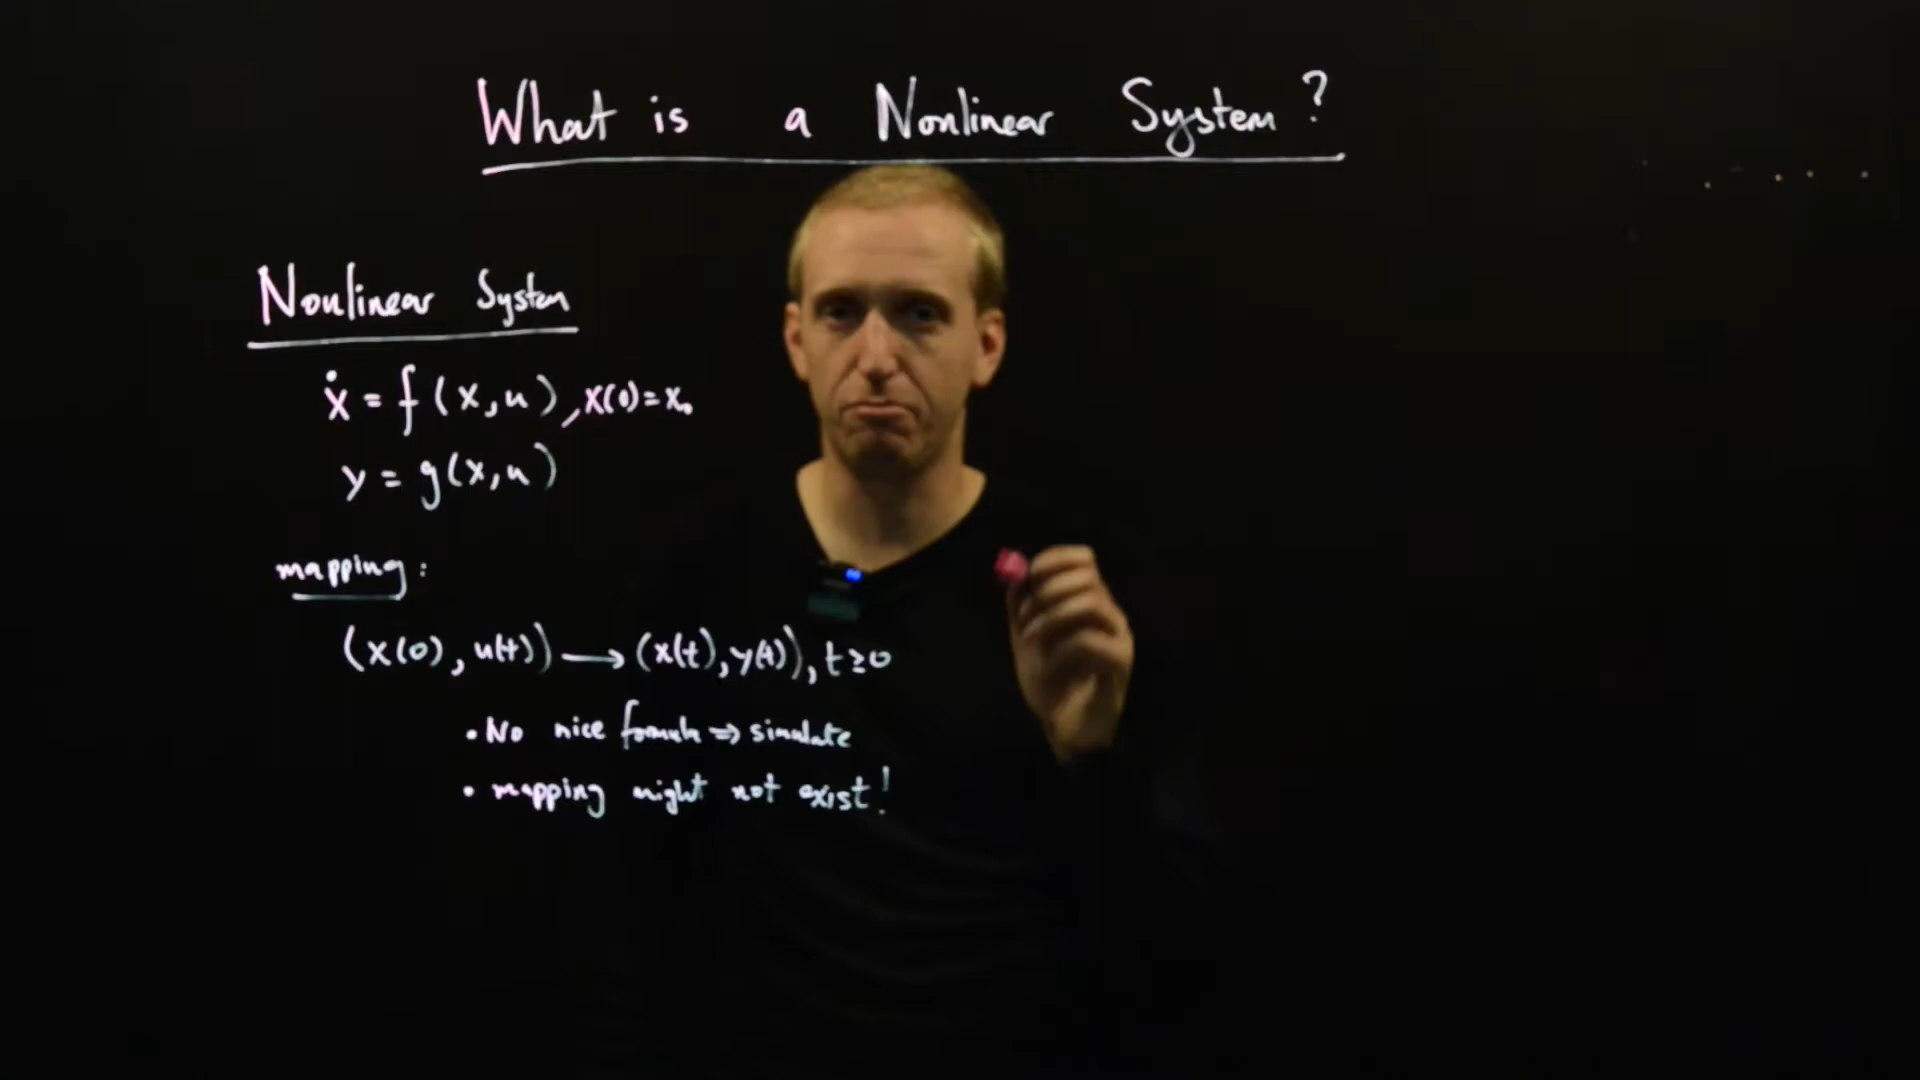 What is a Nonlinear System?
Nonlinear System
ẋ = f(x,u), x(0)=x₀
y = g(x,u)
mapping:
(x(0), u(t)) → (x(t), y(t)), t≥0
• No nice formula ⇒ simulate
• mapping might not exist!